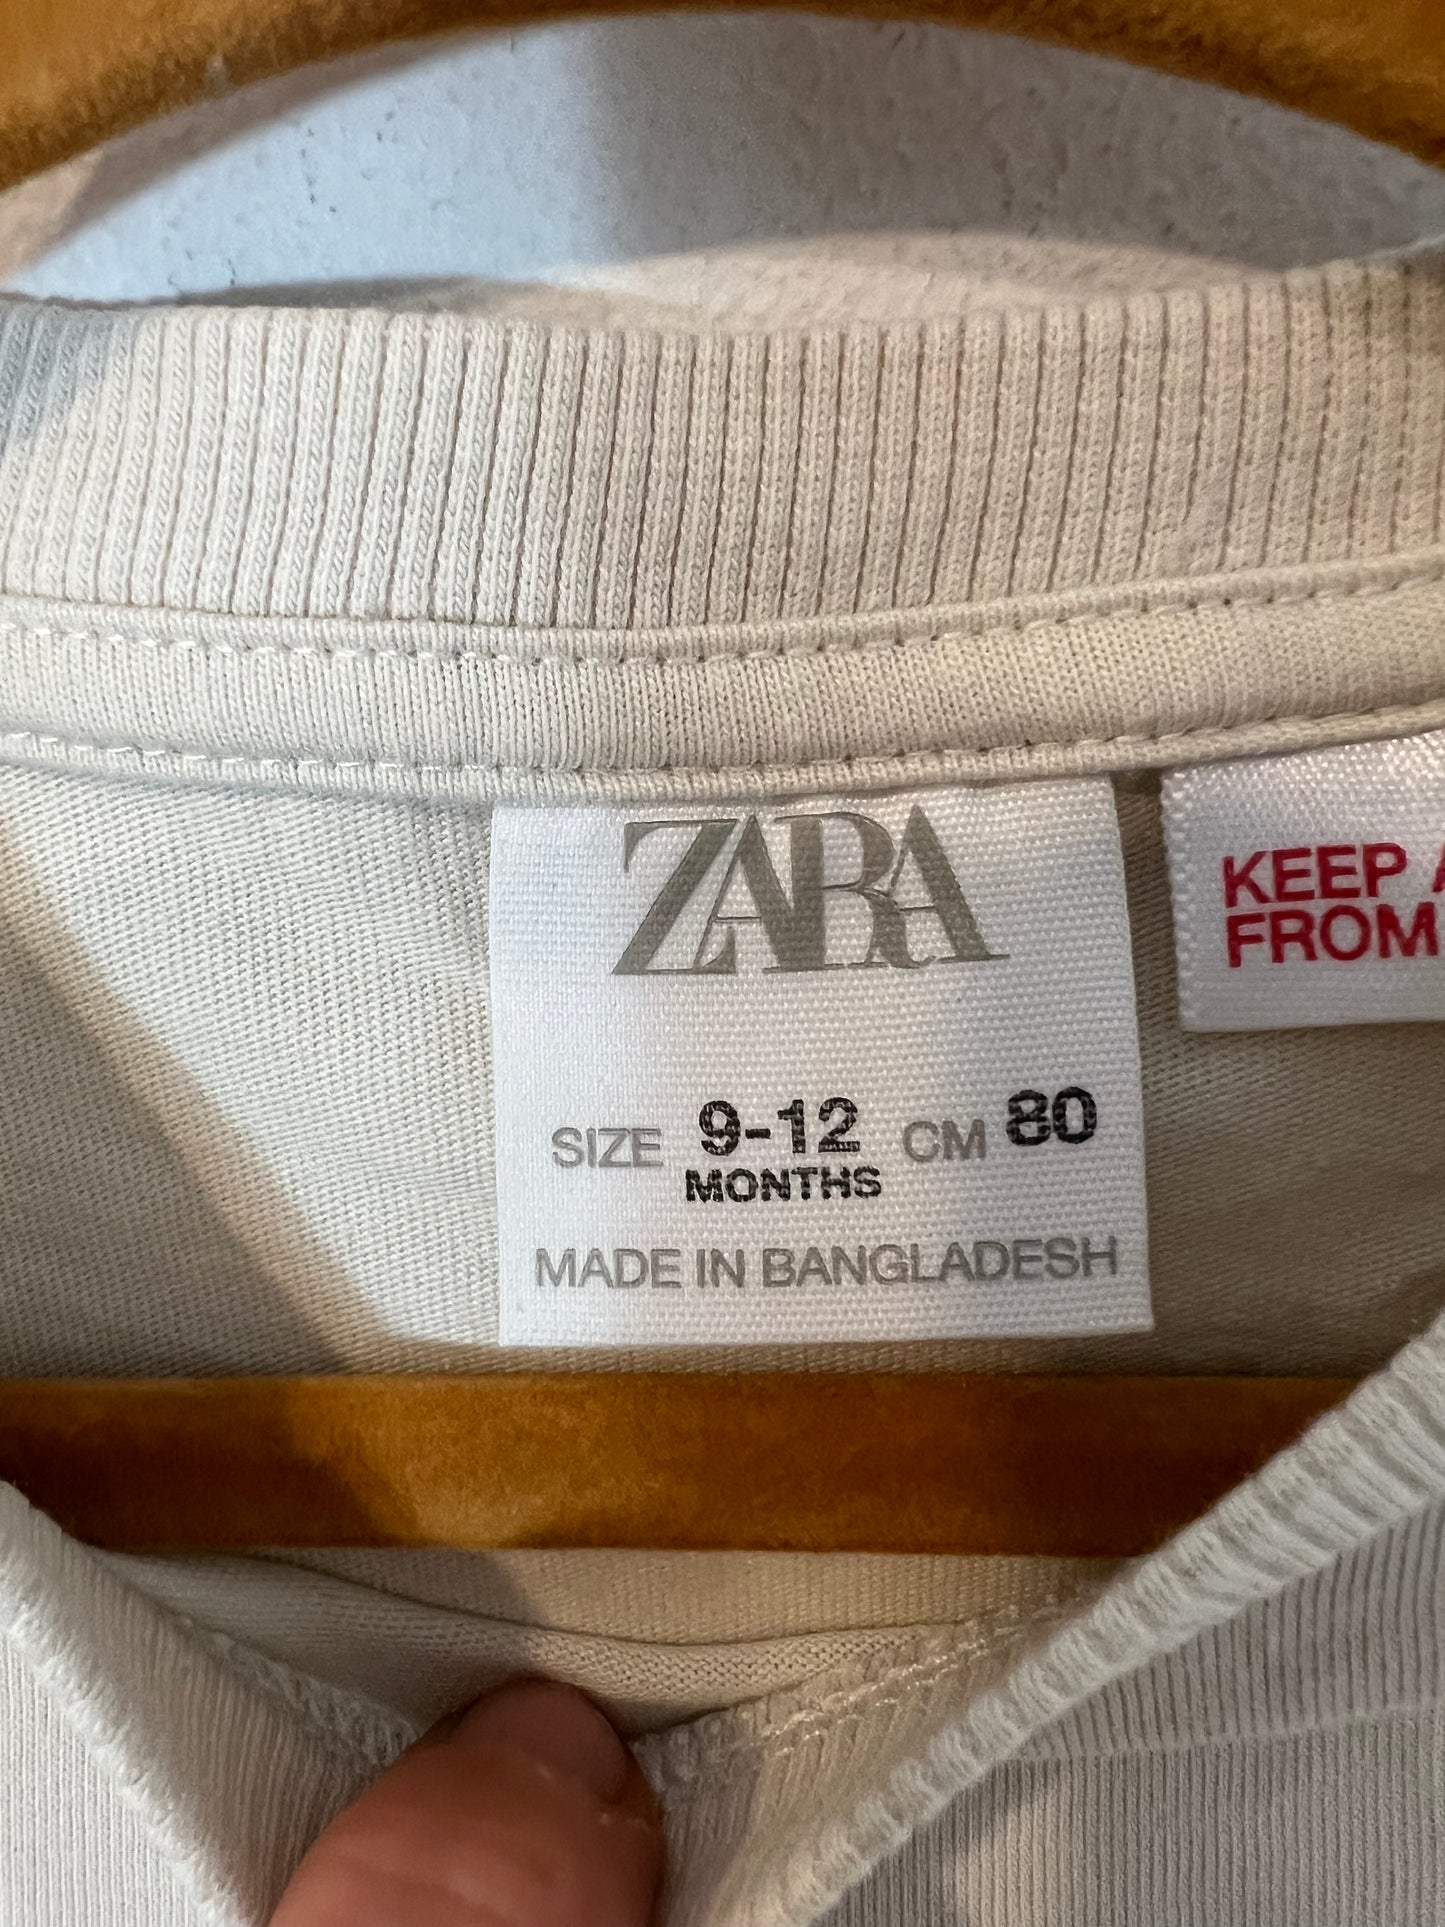 ZARA
SIZE 9-12 MONTHS CM 80
MADE IN BANGLADESH
KEEP
FROM